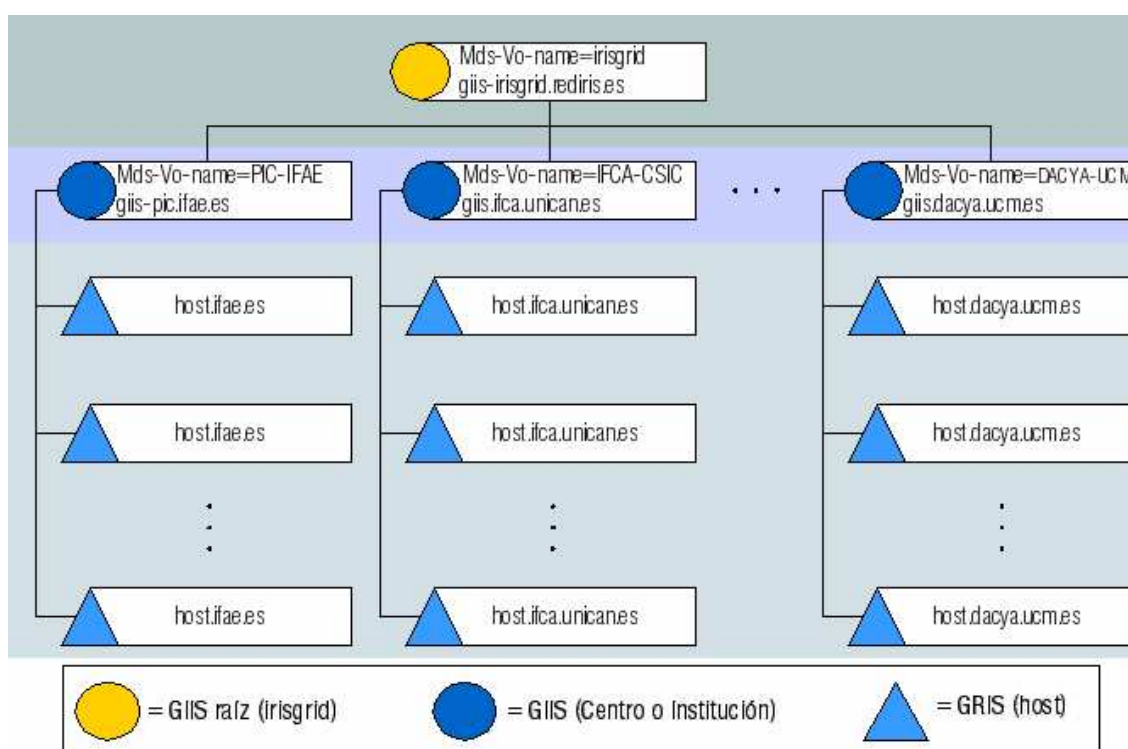 Mds-Vo-name=irisgrid
giis-irisgrid.rediris.es
Mds-Vo-name=PIC-IFAE
giis-pic.ifae.es
Mds-Vo-name=IFCA-CSIC
giis.ifca.unican.es
Mds-Vo-name=DACYA-UCM
giis.dacya.ucm.es
host.ifae.es
host.ifca.unican.es
host.dacya.ucm.es
host.ifae.es
host.ifca.unican.es
host.dacya.ucm.es
host.ifae.es
host.ifca.unican.es
host.dacya.ucm.es
= GIIS raíz (irisgrid)
= GIIS (Centro o Institución)
= GRIS (host)